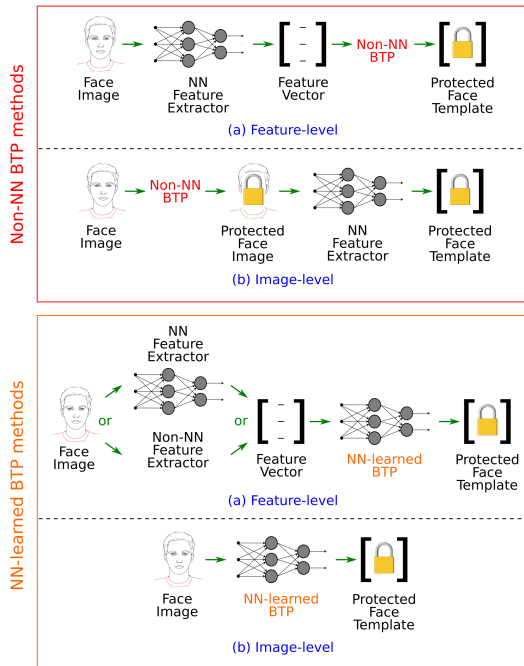 Non-NN BTP methods
Face
Image
NN
Feature
Extractor
Feature
Vector
Non-NN
BTP
Protected
Face
Template
(a) Feature-level
Face
Image
Non-NN
BTP
Protected
Face
Image
NN
Feature
Extractor
Protected
Face
Template
(b) Image-level
NN-learned BTP methods
Face
Image
or
NN
Feature
Extractor
Non-NN
Feature
Extractor
or
Feature
Vector
NN-learned
BTP
Protected
Face
Template
(a) Feature-level
Face
Image
NN-learned
BTP
Protected
Face
Template
(b) Image-level